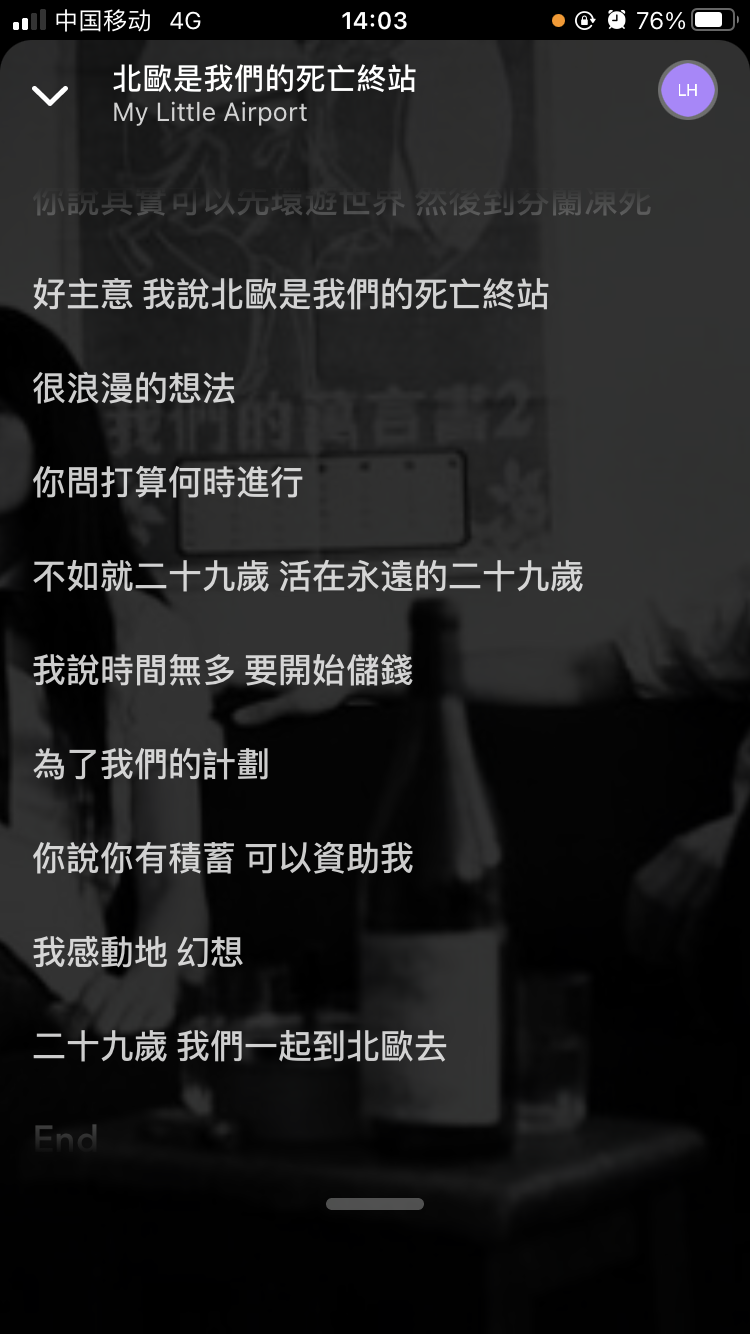 中国移动 4G 14:03 76%
北歐是我們的死亡終站
My Little Airport
LH
你說其實可以先環遊世界 然後到芬蘭凍死
好主意 我說北歐是我們的死亡終站
很浪漫的想法
我們的萬言書2
你問打算何時進行
不如就二十九歲 活在永遠的二十九歲
我說時間無多 要開始儲錢
為了我們的計劃
你說你有積蓄 可以資助我
我感動地 幻想
二十九歲 我們一起到北歐去
End